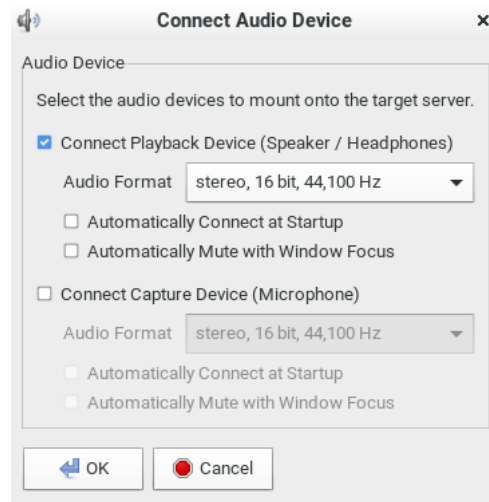 Connect Audio Device
Audio Device
Select the audio devices to mount onto the target server.
Connect Playback Device (Speaker / Headphones)
Audio Format stereo, 16 bit, 44,100 Hz
Automatically Connect at Startup
Automatically Mute with Window Focus
Connect Capture Device (Microphone)
Audio Format stereo, 16 bit, 44,100 Hz
Automatically Connect at Startup
Automatically Mute with Window Focus
OK Cancel